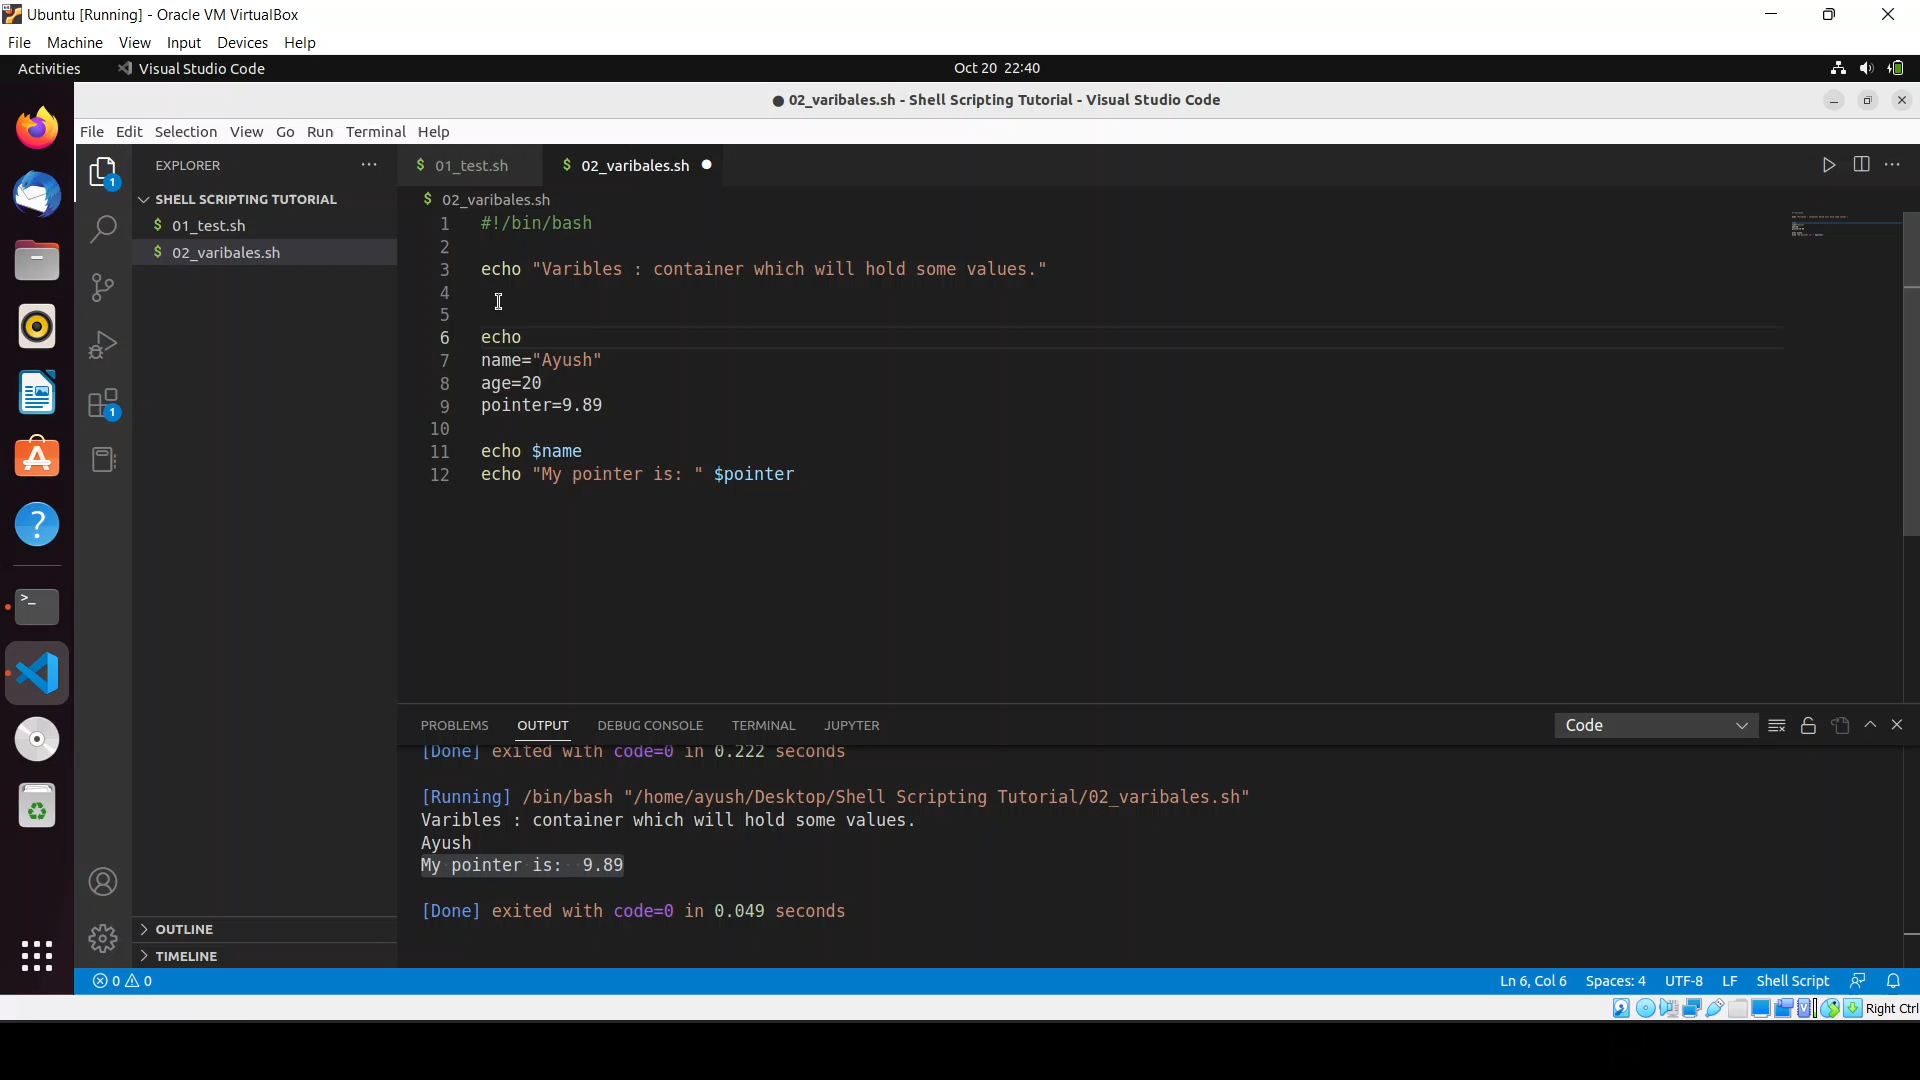 Ubuntu [Running] - Oracle VM VirtualBox
File Machine View Input Devices Help
Activities Visual Studio Code Oct 20 22:40
● 02_varibales.sh - Shell Scripting Tutorial - Visual Studio Code
File Edit Selection View Go Run Terminal Help
EXPLORER
SHELL SCRIPTING TUTORIAL
$ 01_test.sh
$ 02_varibales.sh
OUTLINE
TIMELINE
1
1
$ 01_test.sh $ 02_varibales.sh ●
$ 02_varibales.sh
1 #!/bin/bash
2
3 echo "Varibles : container which will hold some values."
4
5
6 echo
7 name="Ayush"
8 age=20
9 pointer=9.89
10
11 echo $name
12 echo "My pointer is: " $pointer
PROBLEMS OUTPUT DEBUG CONSOLE TERMINAL JUPYTER Code
[Done] exited with code=0 in 0.222 seconds
[Running] /bin/bash "/home/ayush/Desktop/Shell Scripting Tutorial/02_varibales.sh"
Varibles : container which will hold some values.
Ayush
My pointer is:  9.89
[Done] exited with code=0 in 0.049 seconds
0 0 Ln 6, Col 6 Spaces: 4 UTF-8 LF Shell Script
Right Ctrl